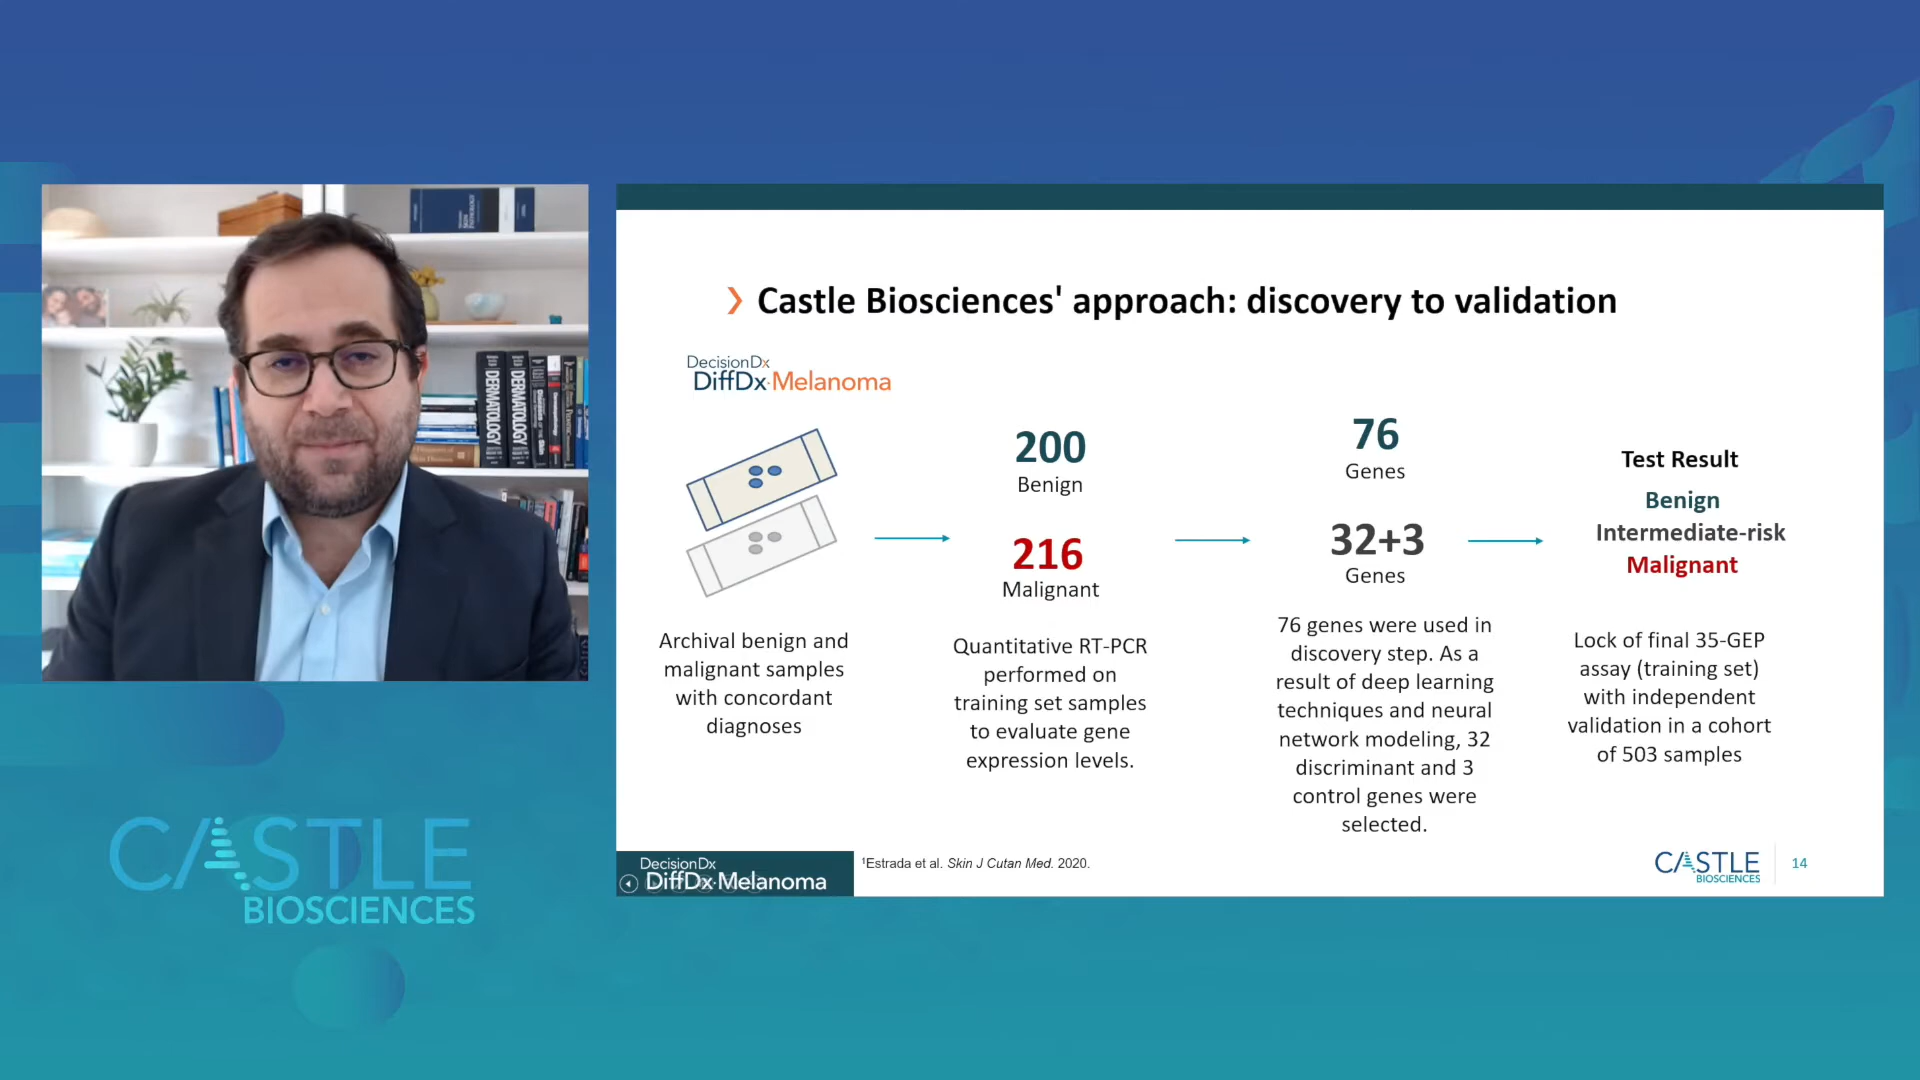 DERMATOLOGY
DERMATOLOGY
CASTLE
BIOSCIENCES
❯ Castle Biosciences' approach: discovery to validation
DecisionDx
DiffDx·Melanoma
200
Benign
216
Malignant
76
Genes
32+3
Genes
Test Result
Benign
Intermediate-risk
Malignant
Archival benign and
malignant samples
with concordant
diagnoses
Quantitative RT-PCR
performed on
training set samples
to evaluate gene
expression levels.
76 genes were used in
discovery step. As a
result of deep learning
techniques and neural
network modeling, 32
discriminant and 3
control genes were
selected.
Lock of final 35-GEP
assay (training set)
with independent
validation in a cohort
of 503 samples
DecisionDx
DiffDx·Melanoma
¹Estrada et al. Skin J Cutan Med. 2020.
CASTLE
BIOSCIENCES
14